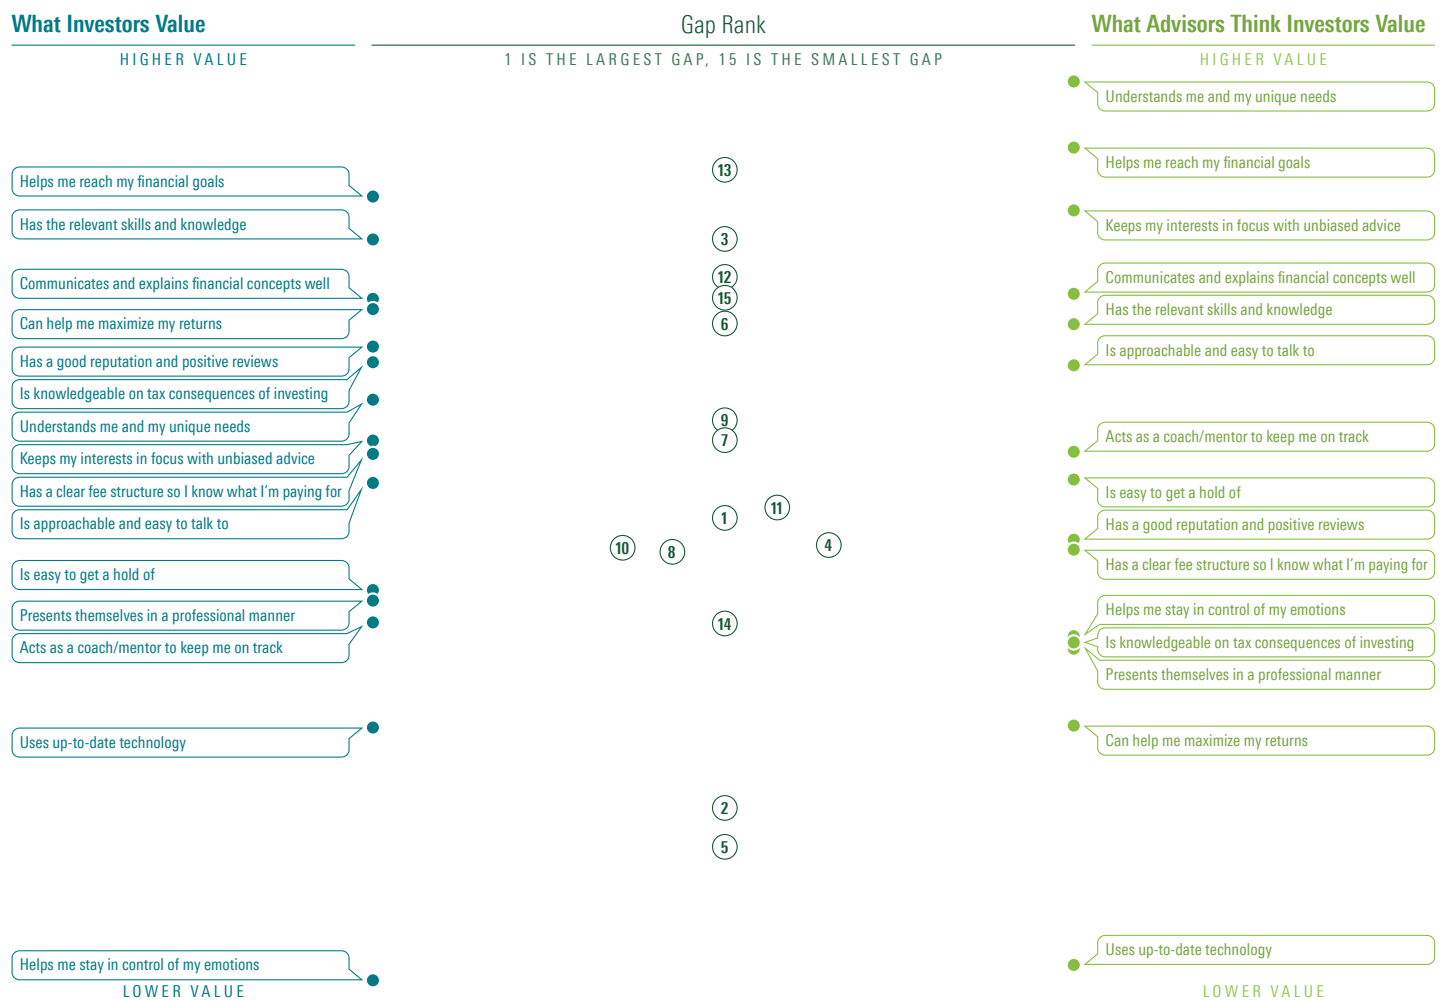 What Investors Value
HIGHER VALUE
Helps me reach my financial goals
Has the relevant skills and knowledge
Communicates and explains financial concepts well
Can help me maximize my returns
Has a good reputation and positive reviews
Is knowledgeable on tax consequences of investing
Understands me and my unique needs
Keeps my interests in focus with unbiased advice
Has a clear fee structure so I know what I'm paying for
Is approachable and easy to talk to
Is easy to get a hold of
Presents themselves in a professional manner
Acts as a coach/mentor to keep me on track
Uses up-to-date technology
Helps me stay in control of my emotions
LOWER VALUE
Gap Rank
1 IS THE LARGEST GAP, 15 IS THE SMALLEST GAP
13
3
12
15
6
9
7
11
1
4
10
8
14
2
5
What Advisors Think Investors Value
HIGHER VALUE
Understands me and my unique needs
Helps me reach my financial goals
Keeps my interests in focus with unbiased advice
Communicates and explains financial concepts well
Has the relevant skills and knowledge
Is approachable and easy to talk to
Acts as a coach/mentor to keep me on track
Is easy to get a hold of
Has a good reputation and positive reviews
Has a clear fee structure so I know what I'm paying for
Helps me stay in control of my emotions
Is knowledgeable on tax consequences of investing
Presents themselves in a professional manner
Can help me maximize my returns
Uses up-to-date technology
LOWER VALUE